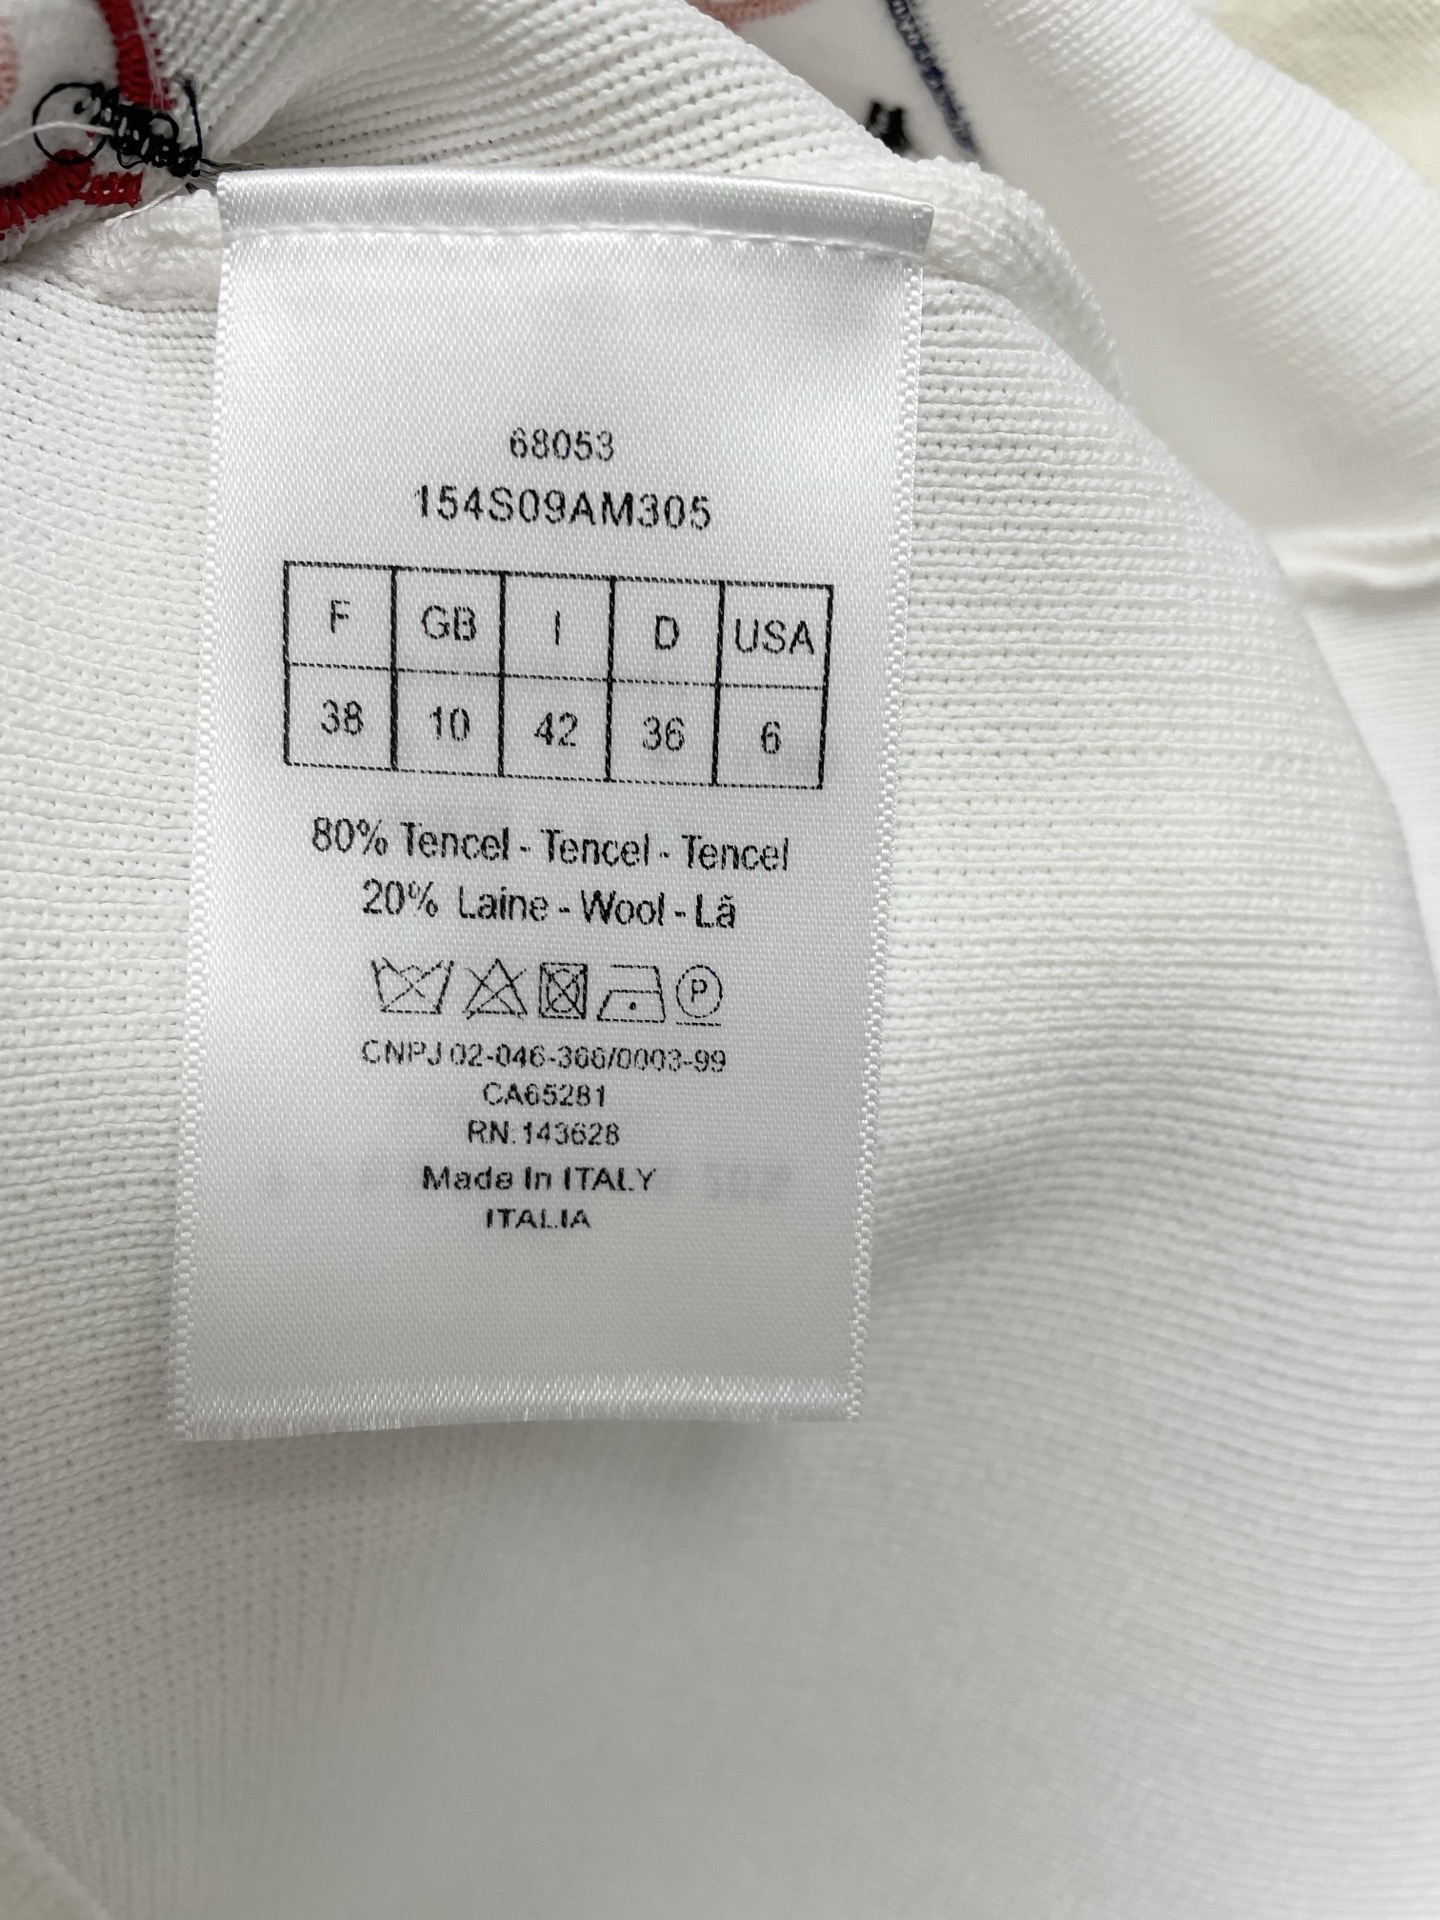 68053
154S09AM305
F GB I D USA
38 10 42 36 6
80% Tencel - Tencel - Tencel
20% Laine - Wool - Lã
P
CNPJ 02-046-366/0003-99
CA65281
RN:143628
Made In ITALY
ITALIA